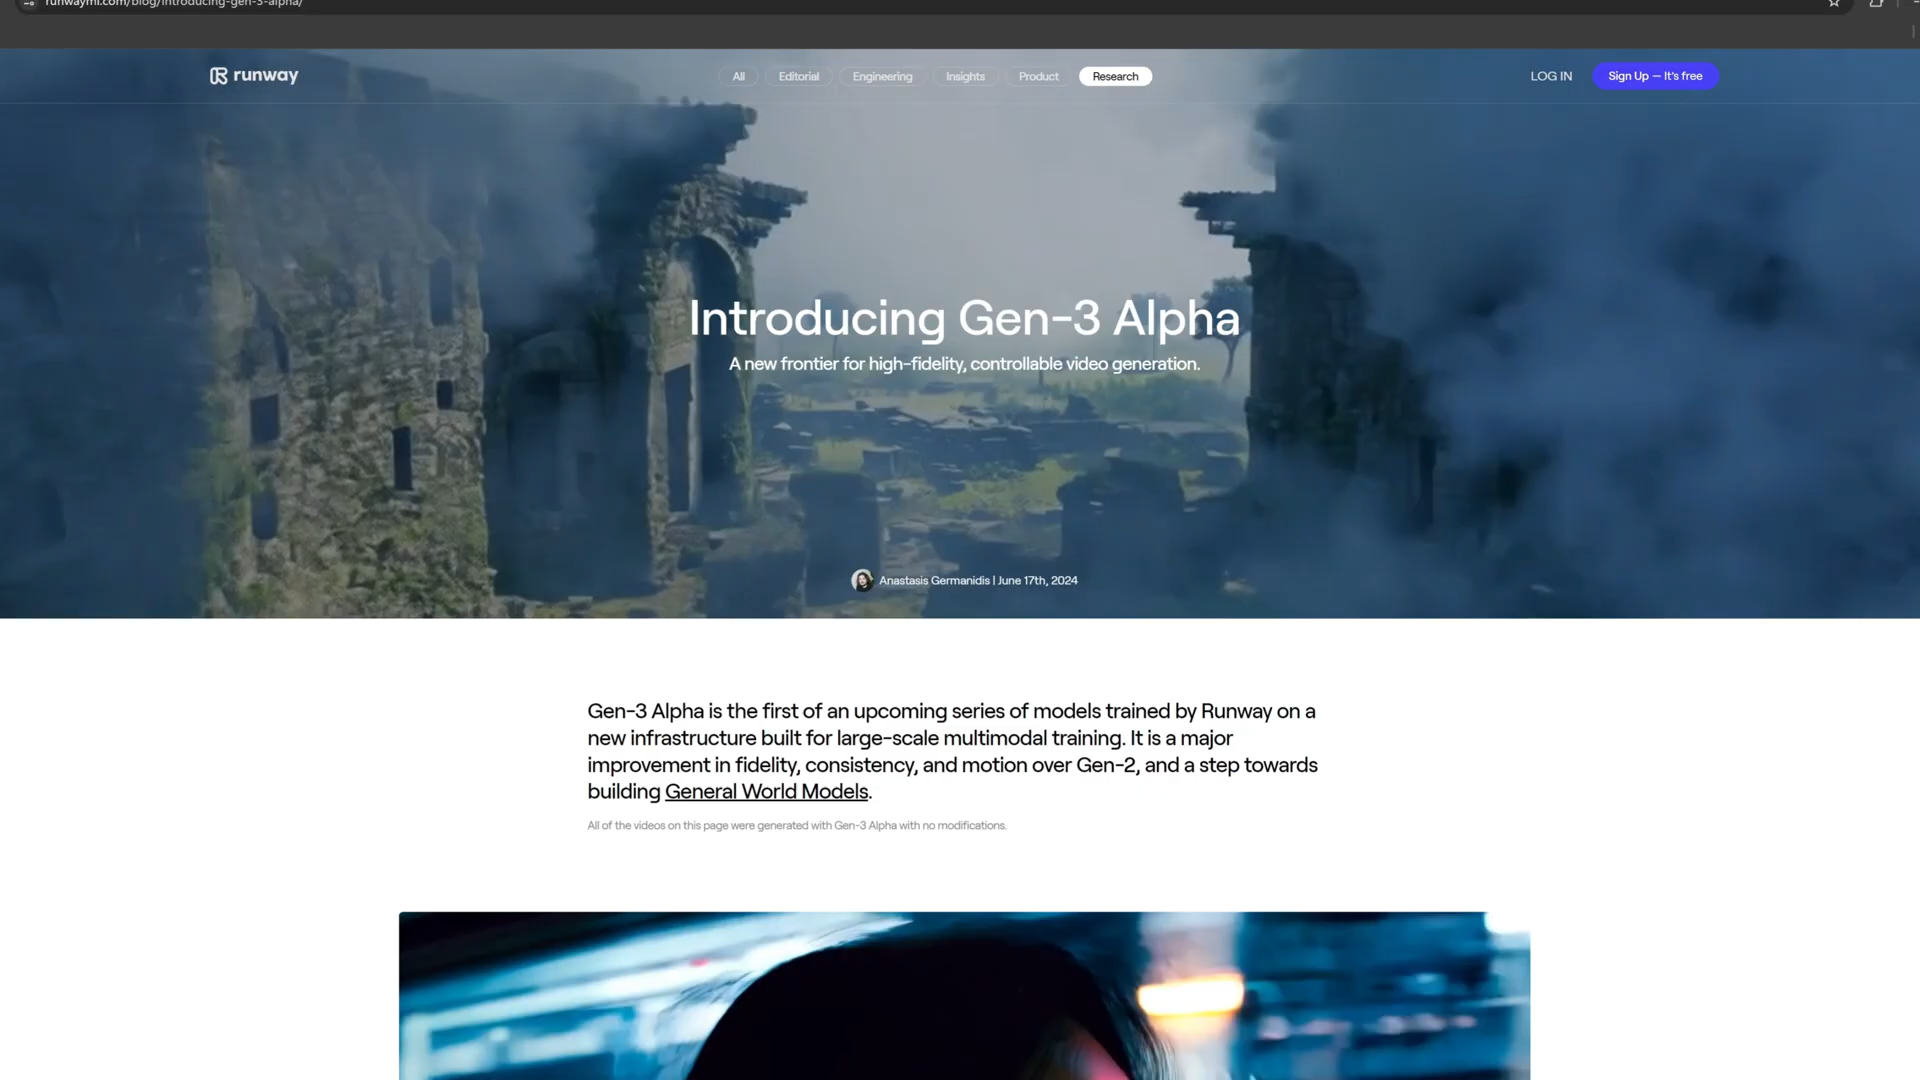 runwayml.com/blog/introducing-gen-3-alpha/
runway
All
Editorial
Engineering
Insights
Product
Research
LOG IN
Sign Up — It's free
Introducing Gen-3 Alpha
A new frontier for high-fidelity, controllable video generation.
Anastasis Germanidis | June 17th, 2024
Gen-3 Alpha is the first of an upcoming series of models trained by Runway on a
new infrastructure built for large-scale multimodal training. It is a major
improvement in fidelity, consistency, and motion over Gen-2, and a step towards
building General World Models.
All of the videos on this page were generated with Gen-3 Alpha with no modifications.